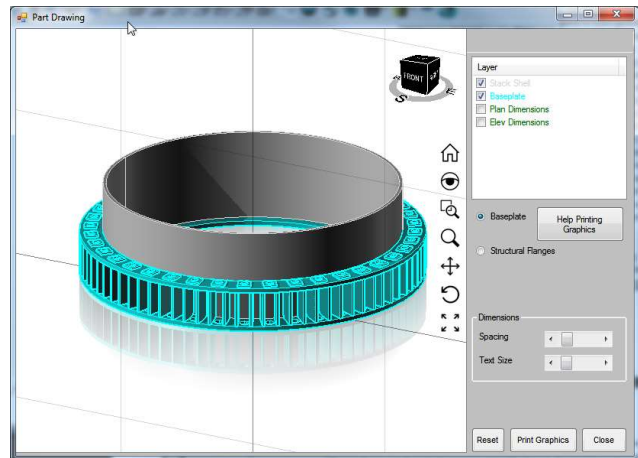 Part Drawing
Layer
Stack Shell
Baseplate
Plan Dimensions
Elev Dimensions
FRONT
S
E
Baseplate
Help Printing
Graphics
Structural Flanges
Dimensions
Spacing
Text Size
Reset
Print Graphics
Close